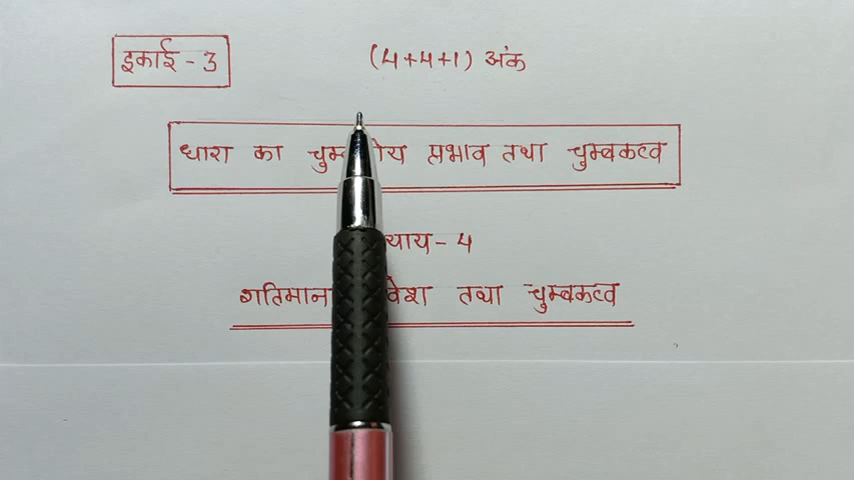 इकाई - 3
(4+4+1) अंक
धारा का प्रभाव तथा चुम्बकत्व
- 4
गतिमान तथा चुम्बकत्व